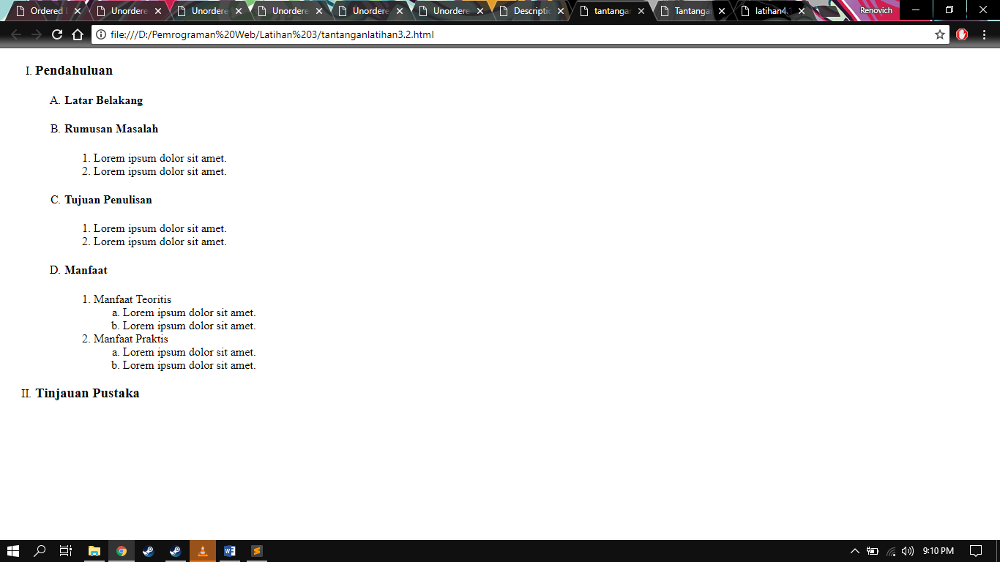 Ordered
Unordere
Unordere
Unordere
Unordere
Unordere
Descriptic
tantangar
Tantanga
latihan4.
Renovich
file:///D:/Pemrograman%20Web/Latihan%203/tantanganlatihan3.2.html
I. Pendahuluan
A. Latar Belakang
B. Rumusan Masalah
1. Lorem ipsum dolor sit amet.
2. Lorem ipsum dolor sit amet.
C. Tujuan Penulisan
1. Lorem ipsum dolor sit amet.
2. Lorem ipsum dolor sit amet.
D. Manfaat
1. Manfaat Teoritis
a. Lorem ipsum dolor sit amet.
b. Lorem ipsum dolor sit amet.
2. Manfaat Praktis
a. Lorem ipsum dolor sit amet.
b. Lorem ipsum dolor sit amet.
II. Tinjauan Pustaka
9:10 PM